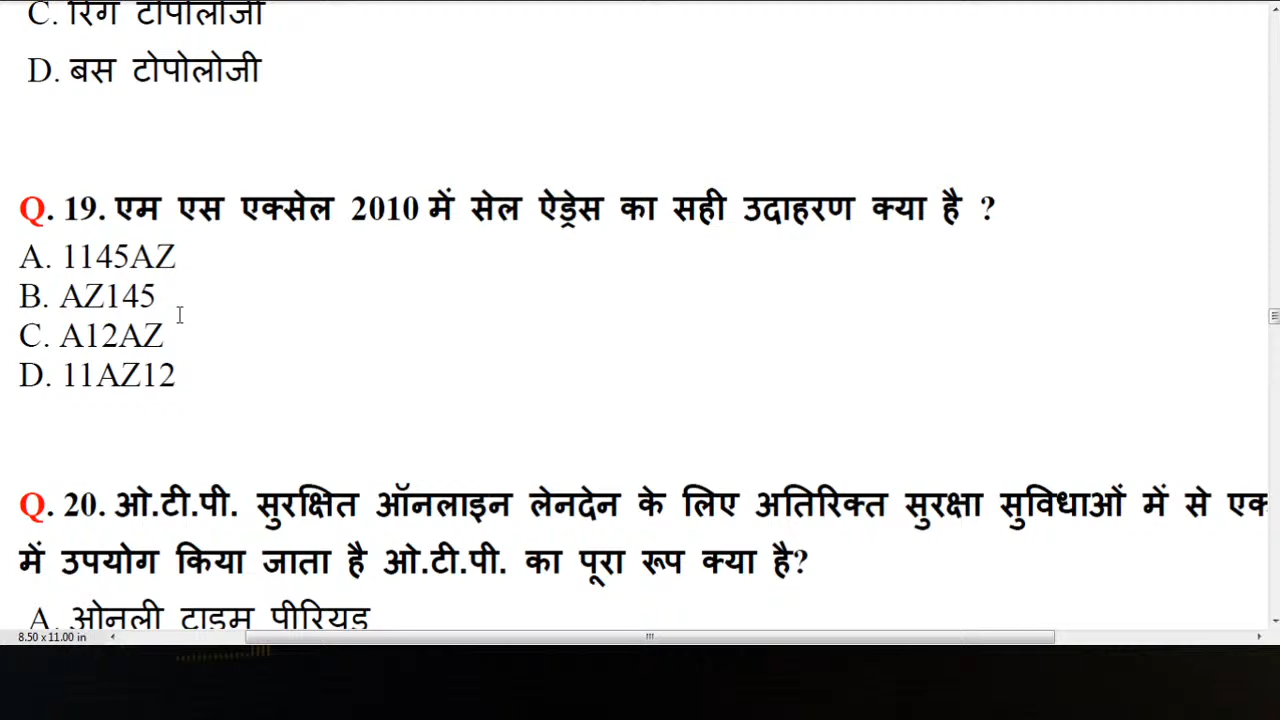 C. रिंग टोपोलोजी
D. बस टोपोलोजी
Q. 19. एम एस एक्सेल 2010 में सेल ऐड्रेस का सही उदाहरण क्या है ?
A. 1145AZ
B. AZ145
C. A12AZ
D. 11AZ12
Q. 20. ओ.टी.पी. सुरक्षित ऑनलाइन लेनदेन के लिए अतिरिक्त सुरक्षा सुविधाओं में से एक
में उपयोग किया जाता है ओ.टी.पी. का पूरा रूप क्या है?
A. ओनली टाइम पीरियड
8.50 x 11.00 in